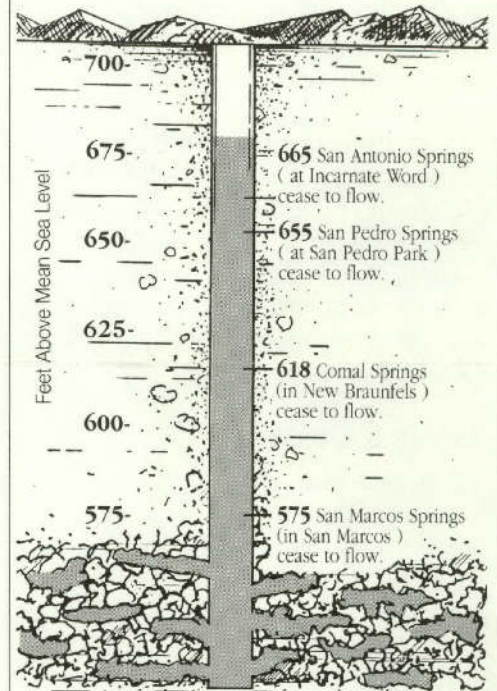 700-
675-
650-
625-
600-
575-
Feet Above Mean Sea Level
665 San Antonio Springs
( at Incarnate Word )
cease to flow.
655 San Pedro Springs
( at San Pedro Park )
cease to flow.
618 Comal Springs
(in New Braunfels )
cease to flow.
575 San Marcos Springs
(in San Marcos )
cease to flow.